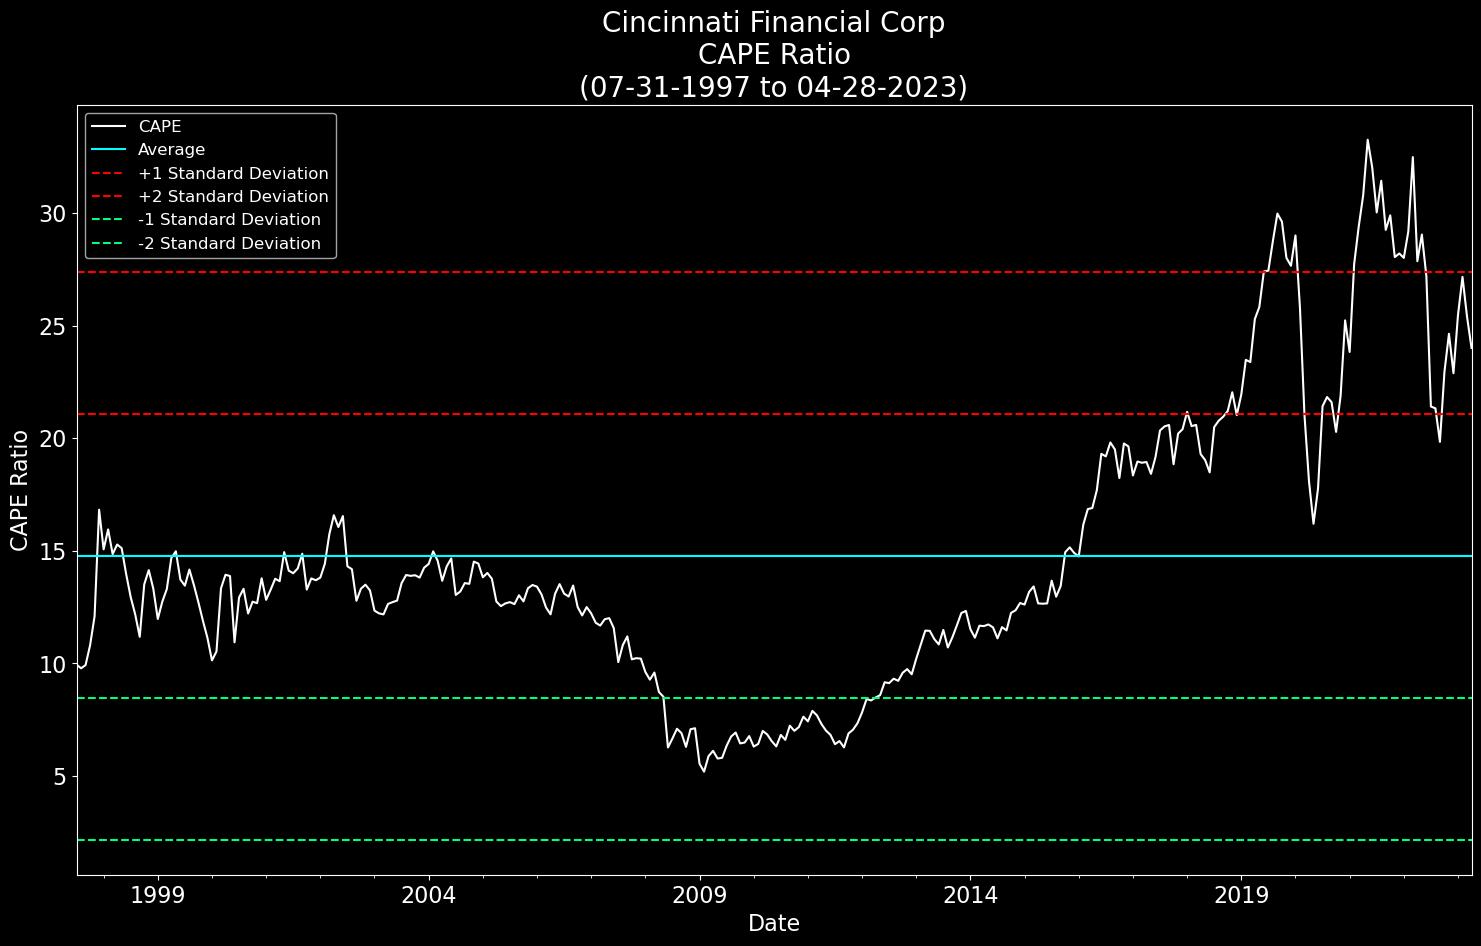 Cincinnati Financial Corp
CAPE Ratio
(07-31-1997 to 04-28-2023)
CAPE
Average
+1 Standard Deviation
+2 Standard Deviation
-1 Standard Deviation
-2 Standard Deviation
CAPE Ratio
30
25
20
15
10
5
1999
2004
2009
2014
2019
Date